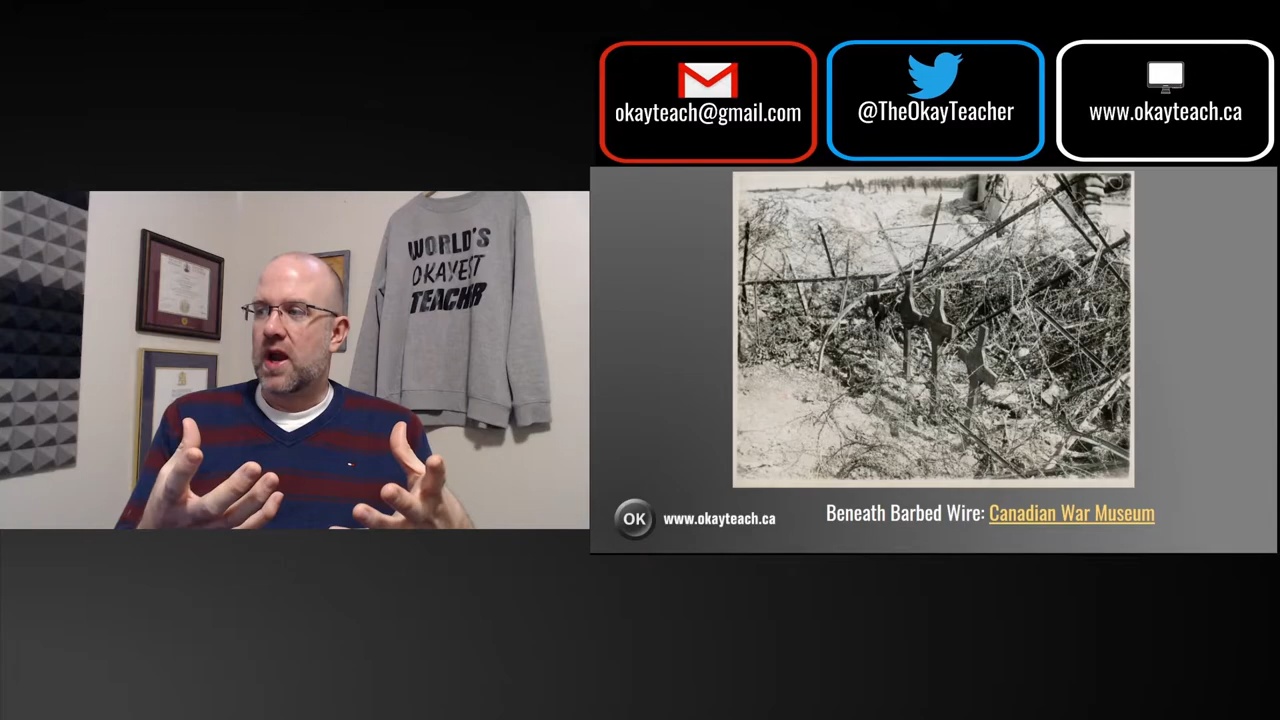 okayteach@gmail.com
@TheOkayTeacher
www.okayteach.ca
WORLD'S
OKAYEST
TEACHR
OK www.okayteach.ca
Beneath Barbed Wire: Canadian War Museum